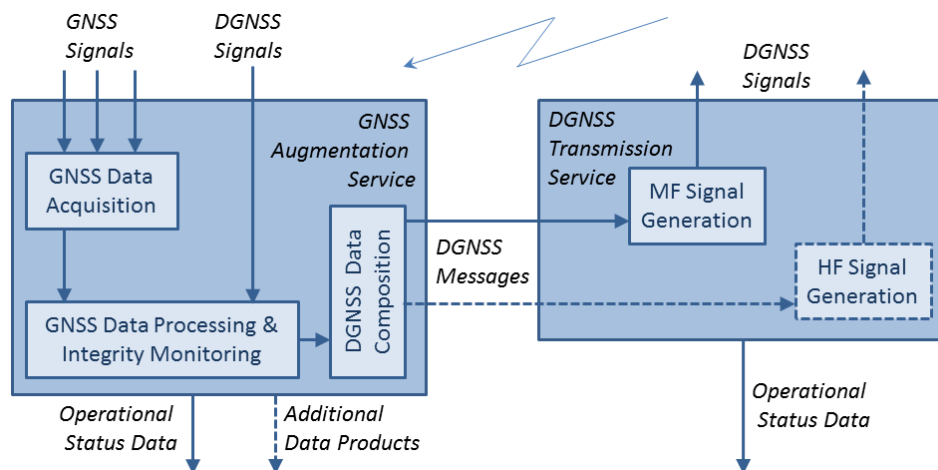 GNSS
Signals
DGNSS
Signals
DGNSS
Signals
GNSS
Augmentation
Service
GNSS Data
Acquisition
GNSS Data Processing &
Integrity Monitoring
DGNSS Data
Composition
DGNSS
Messages
DGNSS
Transmission
Service
MF Signal
Generation
HF Signal
Generation
Operational
Status Data
Additional
Data Products
Operational
Status Data